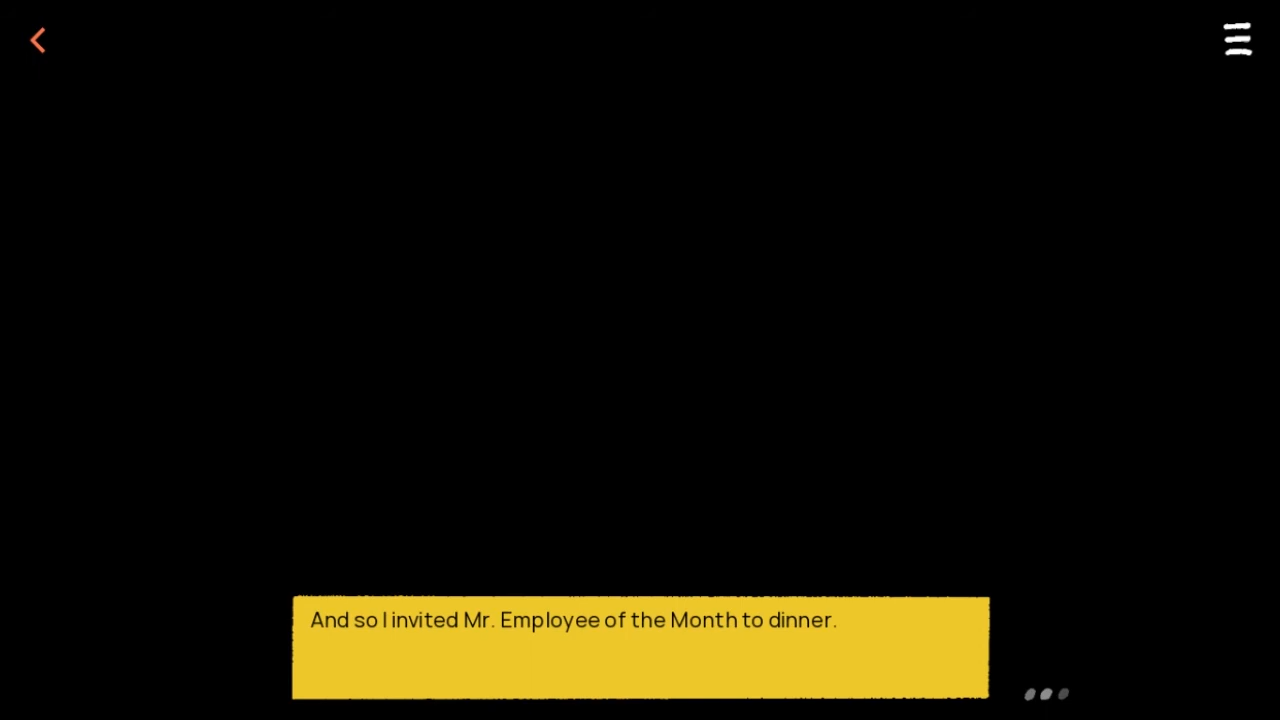 And so I invited Mr. Employee of the Month to dinner.